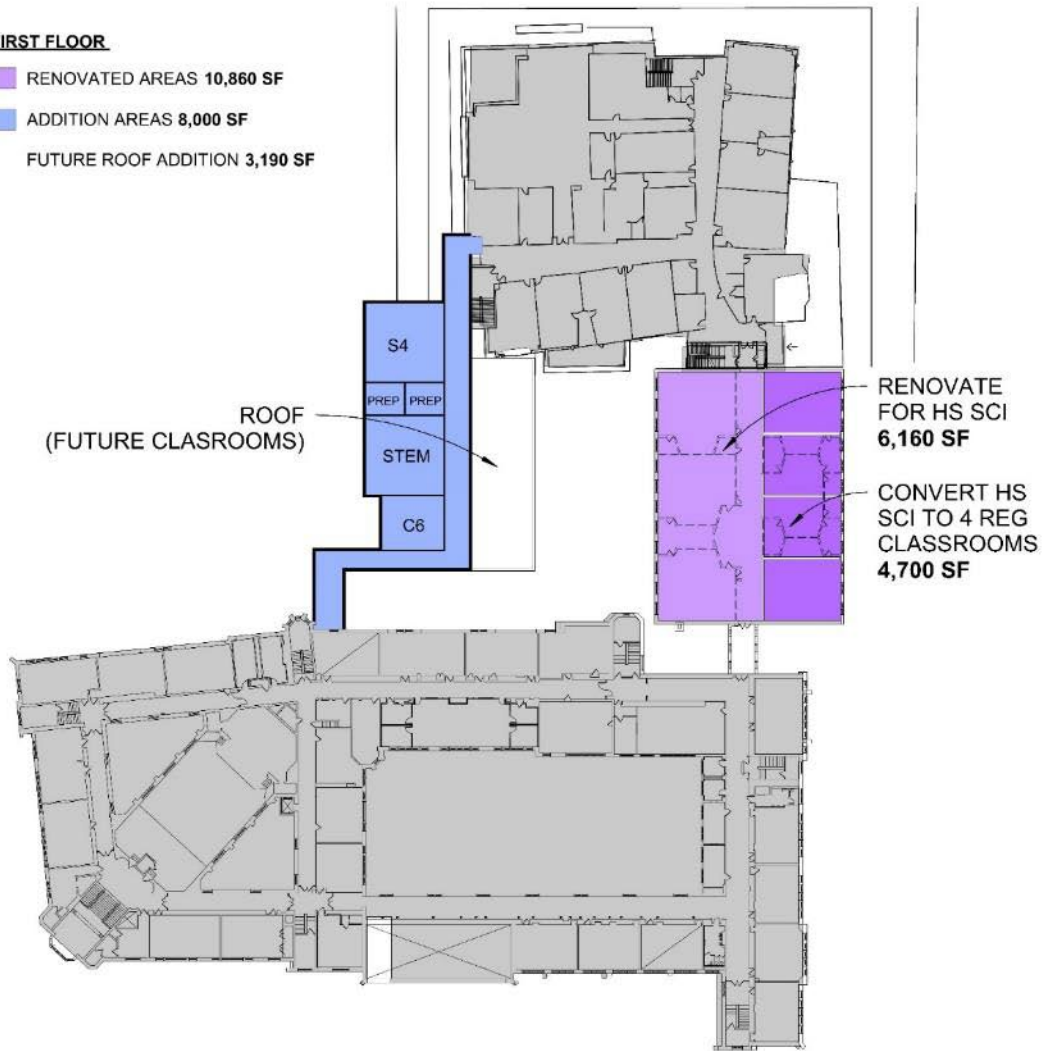 IRST FLOOR
RENOVATED AREAS 10,860 SF
ADDITION AREAS 8,000 SF
FUTURE ROOF ADDITION 3,190 SF
S4
PREP PREP
STEM
C6
ROOF
(FUTURE CLASROOMS)
RENOVATE
FOR HS SCI
6,160 SF
CONVERT HS
SCI TO 4 REG
CLASSROOMS
4,700 SF